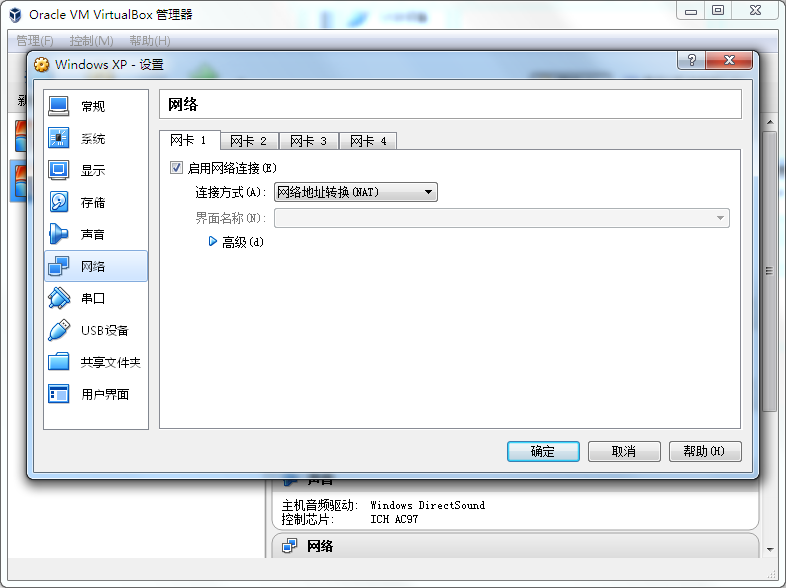 Oracle VM VirtualBox 管理器
管理(F) 控制(M) 帮助(H)
Windows XP - 设置
常规
系统
显示
存储
声音
网络
串口
USB设备
共享文件夹
用户界面
网络
网卡 1 网卡 2 网卡 3 网卡 4
启用网络连接(E)
连接方式(A): 网络地址转换(NAT)
界面名称(N):
高级(d)
确定 取消 帮助(H)
声音
主机音频驱动: Windows DirectSound
控制芯片: ICH AC97
网络